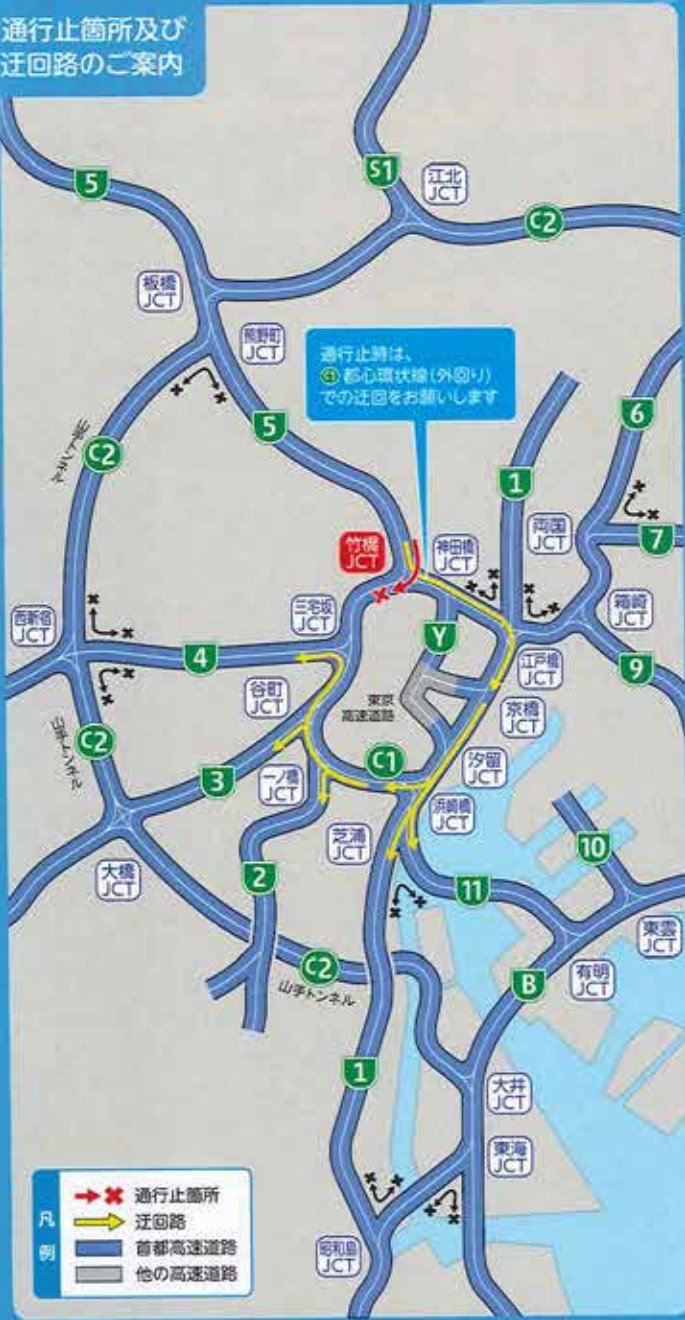 通行止箇所及び
迂回路のご案内
5
S1
江北
JCT
C2
板橋
JCT
熊野町
JCT
通行止時は、
C1都心環状線(外回り)
での迂回をお願いします
山手トンネル
C2
5
6
1
両国
JCT
7
竹橋
JCT
神田橋
JCT
箱崎
JCT
三宅坂
JCT
西新宿
JCT
4
Y
江戸橋
JCT
9
谷町
JCT
東京
高速道路
京橋
JCT
C2
山手トンネル
3
C1
汐留
JCT
一ノ橋
JCT
浜崎橋
JCT
芝浦
JCT
大橋
JCT
2
10
11
東雲
JCT
C2
山手トンネル
有明
JCT
B
1
大井
JCT
東海
JCT
昭和島
JCT
凡例
通行止箇所
迂回路
首都高速道路
他の高速道路